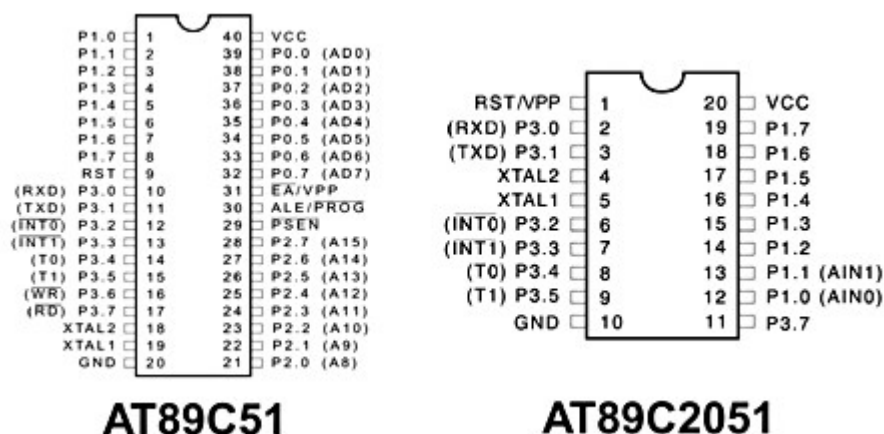 P1.0 1 40 VCC
P1.1 2 39 P0.0 (AD0)
P1.2 3 38 P0.1 (AD1)
P1.3 4 37 P0.2 (AD2)
P1.4 5 36 P0.3 (AD3)
P1.5 6 35 P0.4 (AD4)
P1.6 7 34 P0.5 (AD5)
P1.7 8 33 P0.6 (AD6)
RST 9 32 P0.7 (AD7)
(RXD) P3.0 10 31 E̅A̅/VPP
(TXD) P3.1 11 30 ALE/P̅R̅O̅G̅
(I̅N̅T̅0̅) P3.2 12 29 P̅S̅E̅N̅
(I̅N̅T̅1̅) P3.3 13 28 P2.7 (A15)
(T0) P3.4 14 27 P2.6 (A14)
(T1) P3.5 15 26 P2.5 (A13)
(W̅R̅) P3.6 16 25 P2.4 (A12)
(R̅D̅) P3.7 17 24 P2.3 (A11)
XTAL2 18 23 P2.2 (A10)
XTAL1 19 22 P2.1 (A9)
GND 20 21 P2.0 (A8)
AT89C51
RST/VPP 1 20 VCC
(RXD) P3.0 2 19 P1.7
(TXD) P3.1 3 18 P1.6
XTAL2 4 17 P1.5
XTAL1 5 16 P1.4
(I̅N̅T̅0̅) P3.2 6 15 P1.3
(I̅N̅T̅1̅) P3.3 7 14 P1.2
(T0) P3.4 8 13 P1.1 (AIN1)
(T1) P3.5 9 12 P1.0 (AIN0)
GND 10 11 P3.7
AT89C2051